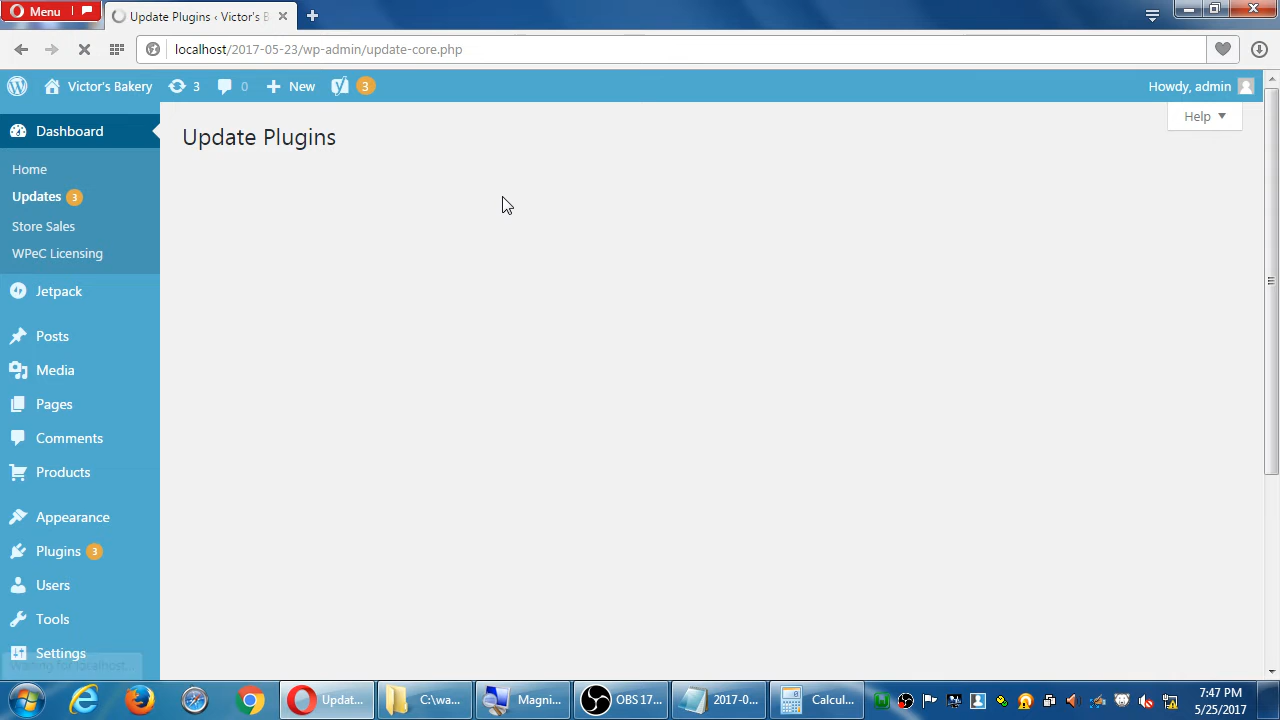 Menu
Update Plugins ‹ Victor's B
localhost/2017-05-23/wp-admin/update-core.php
Victor's Bakery
3
0
New
3
Howdy, admin
Help
Dashboard
Update Plugins
Home
Updates 3
Store Sales
WPeC Licensing
Jetpack
Posts
Media
Pages
Comments
Products
Appearance
Plugins 3
Users
Tools
Settings
Waiting for localhost...
Updat...
C:\wa...
Magni...
OBS 17...
2017-0...
Calcul...
7:47 PM
5/25/2017